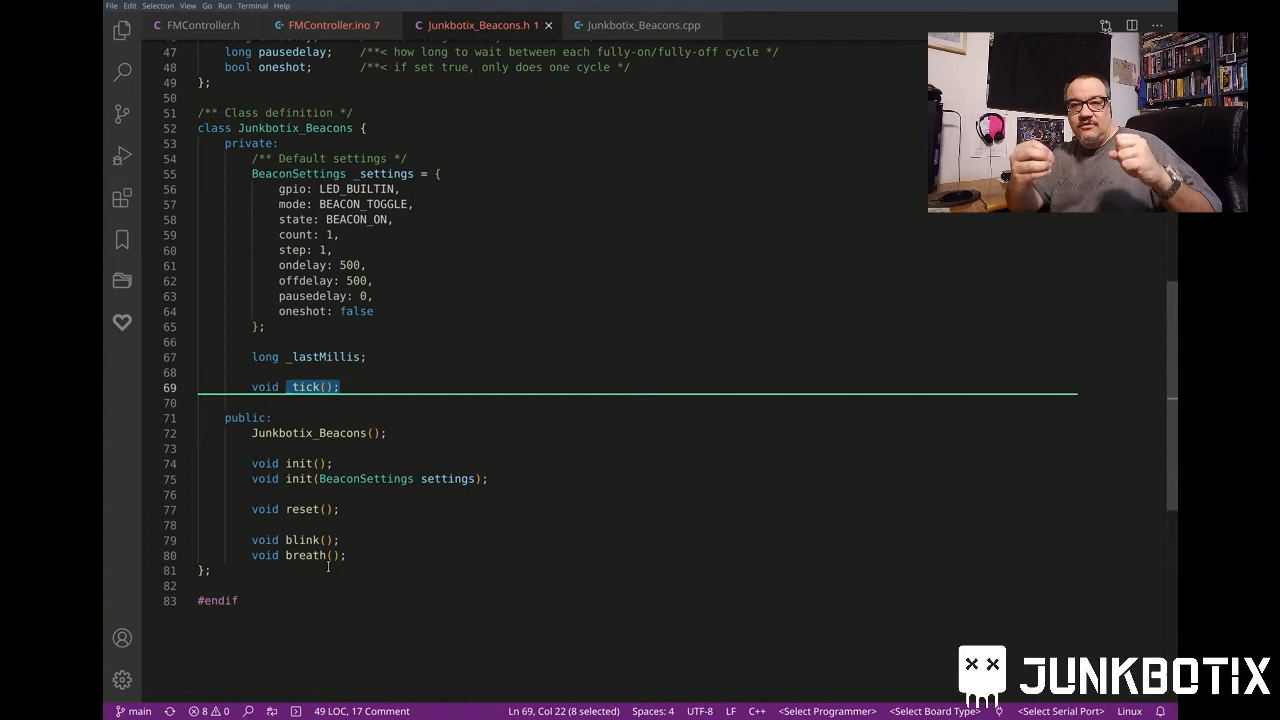 File Edit Selection View Go Run Terminal Help
FMController.h FMController.ino 7 Junkbotix_Beacons.h 1 Junkbotix_Beacons.cpp
47 long pausedelay; /**< how long to wait between each fully-on/fully-off cycle */
48 bool oneshot; /**< if set true, only does one cycle */
49 };
50
51 /** Class definition */
52 class Junkbotix_Beacons {
53 private:
54 /** Default settings */
55 BeaconSettings _settings = {
56 gpio: LED_BUILTIN,
57 mode: BEACON_TOGGLE,
58 state: BEACON_ON,
59 count: 1,
60 step: 1,
61 ondelay: 500,
62 offdelay: 500,
63 pausedelay: 0,
64 oneshot: false
65 };
66
67 long _lastMillis;
68
69 void _tick();
70
71 public:
72 Junkbotix_Beacons();
73
74 void init();
75 void init(BeaconSettings settings);
76
77 void reset();
78
79 void blink();
80 void breath();
81 };
82
83 #endif
JUNKBOTIX
main 8 0 49 LOC, 17 Comment Ln 69, Col 22 (8 selected) Spaces: 4 UTF-8 LF C++ <Select Programmer> <Select Board Type> <Select Serial Port> Linux